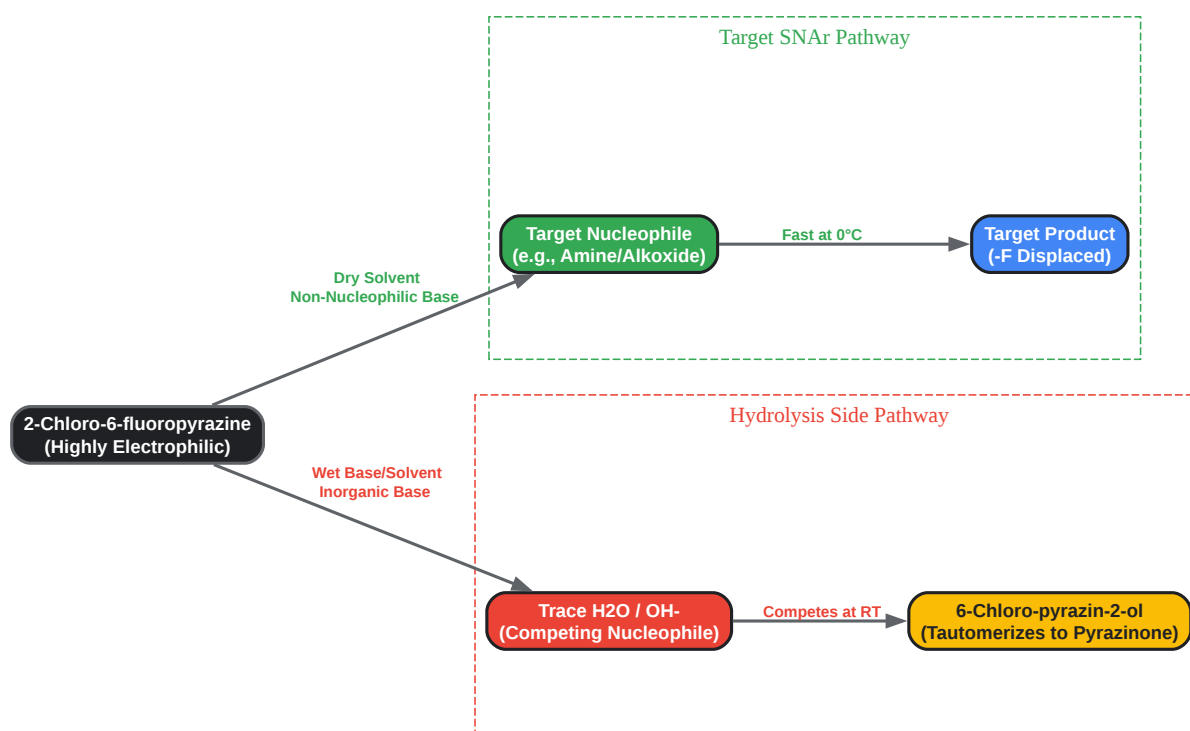 Target SNAr Pathway
Target Nucleophile
(e.g., Amine/Alkoxide)
Fast at 0°C
Target Product
(-F Displaced)
Dry Solvent
Non-Nucleophilic Base
2-Chloro-6-fluoropyrazine
(Highly Electrophilic)
Hydrolysis Side Pathway
Wet Base/Solvent
Inorganic Base
Trace H2O / OH-
(Competing Nucleophile)
Competes at RT
6-Chloro-pyrazin-2-ol
(Tautomerizes to Pyrazinone)